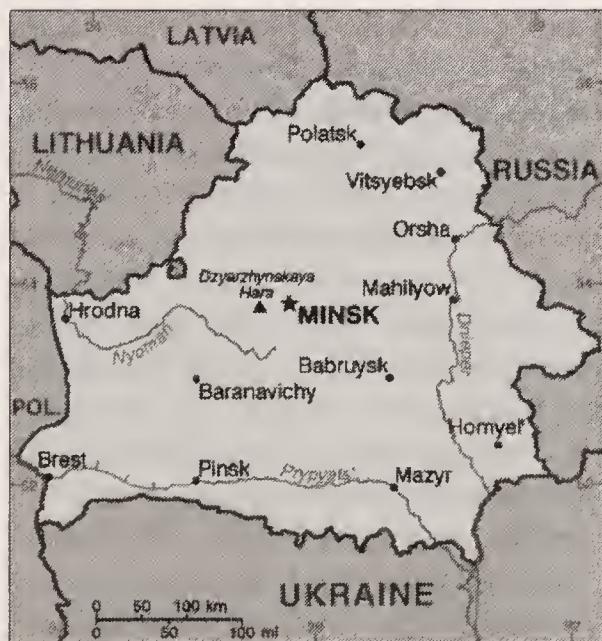 LATVIA
LITHUANIA
Polatsk
Vitsyebsk
RUSSIA
Orsha
Dzyarzhynskaya
Hara
MINSK
Mahilyow
Hrodna
Nyoman
Dnieper
Babruysk
Baranavichy
POL.
Homyel'
Brest
Pinsk
Prypyats'
Mazyr
UKRAINE
0 50 100 km
0 50 100 mi